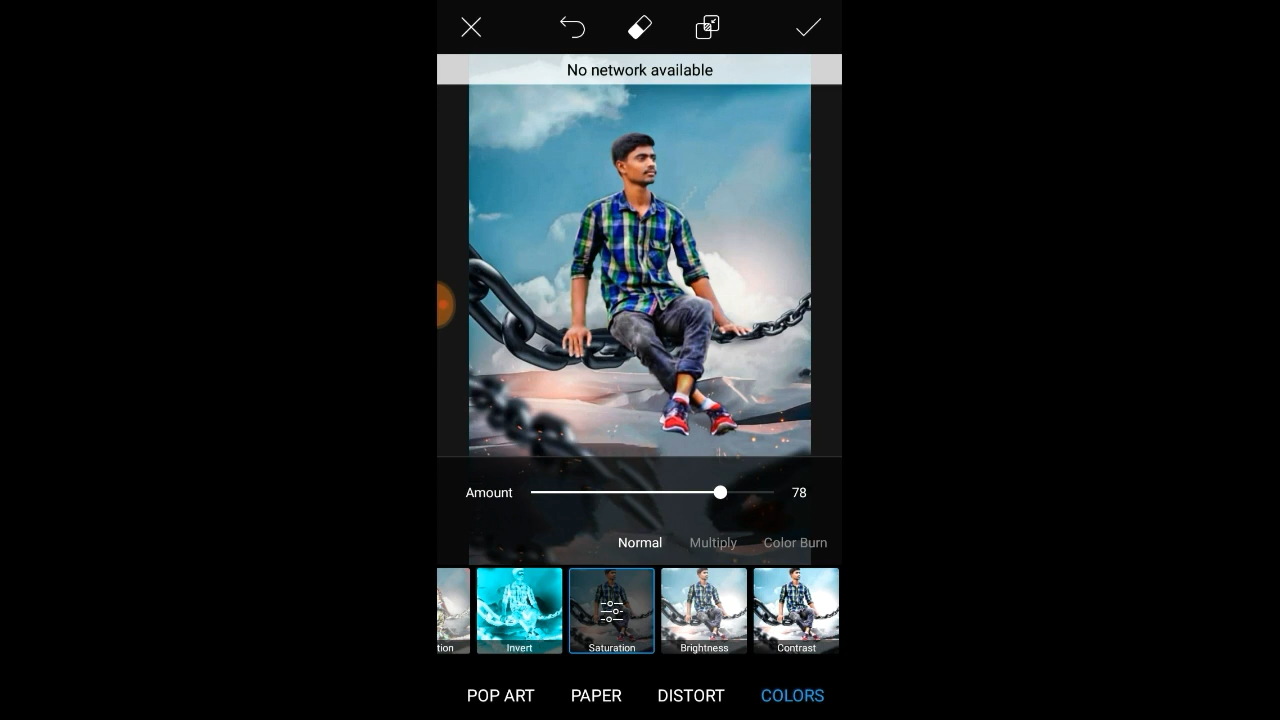 No network available
Amount 78
Normal Multiply Color Burn
tion Invert Saturation Brightness Contrast
POP ART PAPER DISTORT COLORS